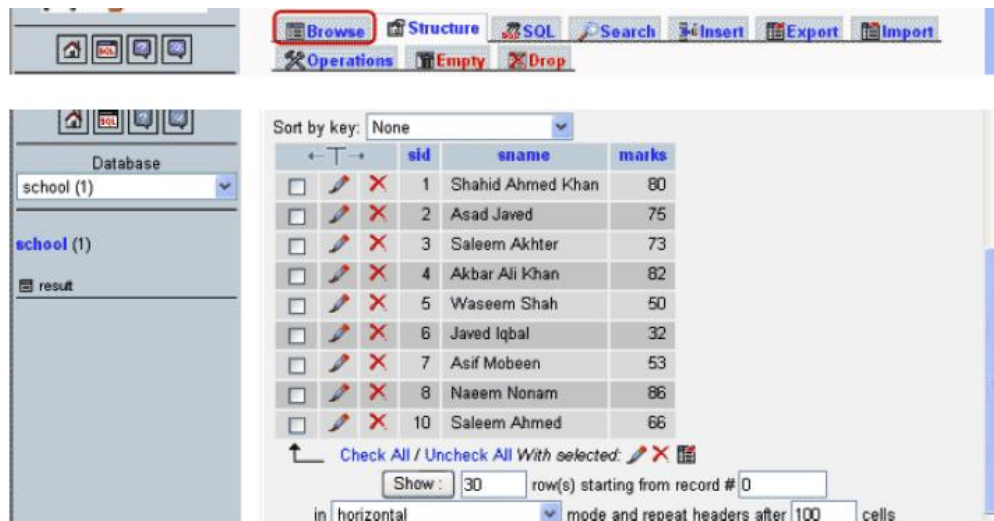 Browse Structure SQL Search Insert Export Import
Operations Empty Drop
Database
school (1)
school (1)
result
Sort by key: None
←T→ sid sname marks
1 Shahid Ahmed Khan 80
2 Asad Javed 75
3 Saleem Akhter 73
4 Akbar Ali Khan 82
5 Waseem Shah 50
6 Javed Iqbal 32
7 Asif Mobeen 53
8 Naeem Nonam 86
10 Saleem Ahmed 66
Check All / Uncheck All With selected:
Show : 30 row(s) starting from record # 0
in horizontal mode and repeat headers after 100 cells